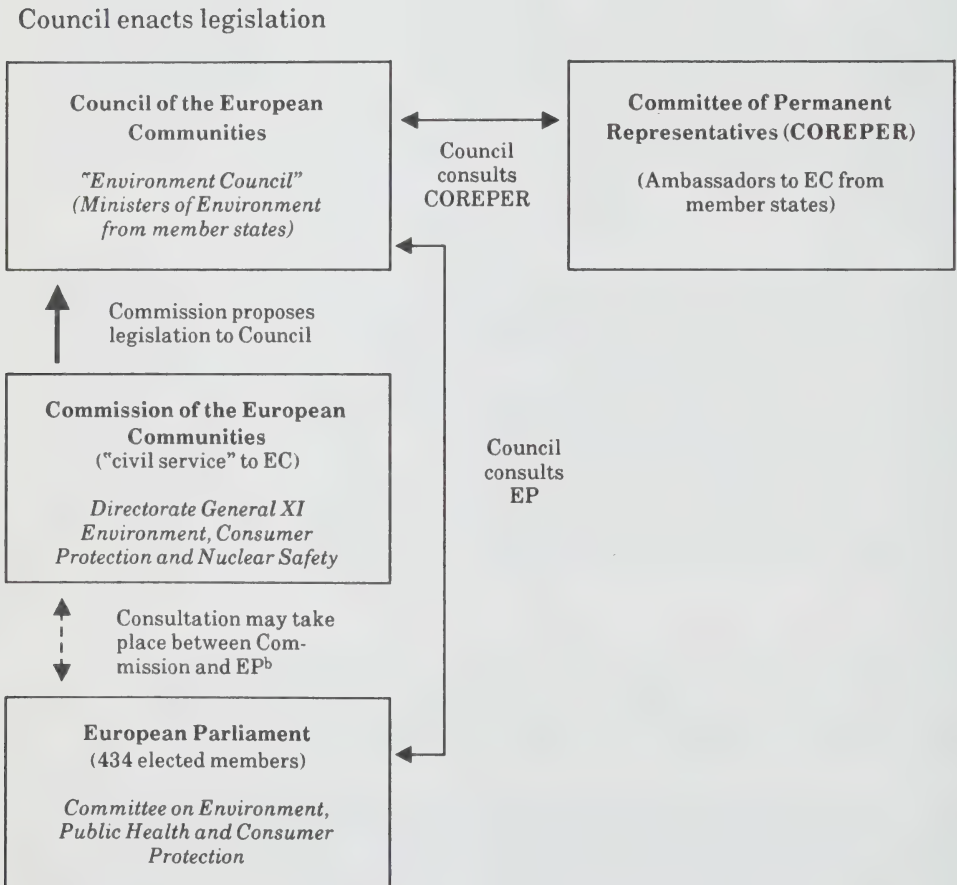 Council enacts legislation
Council of the European
Communities
"Environment Council"
(Ministers of Environment
from member states)
Council
consults
COREPER
Committee of Permanent
Representatives (COREPER)
(Ambassadors to EC from
member states)
Commission proposes
legislation to Council
Commission of the European
Communities
("civil service" to EC)
Directorate General XI
Environment, Consumer
Protection and Nuclear Safety
Council
consults
EP
Consultation may take
place between Com-
mission and EPᵇ
European Parliament
(434 elected members)
Committee on Environment,
Public Health and Consumer
Protection